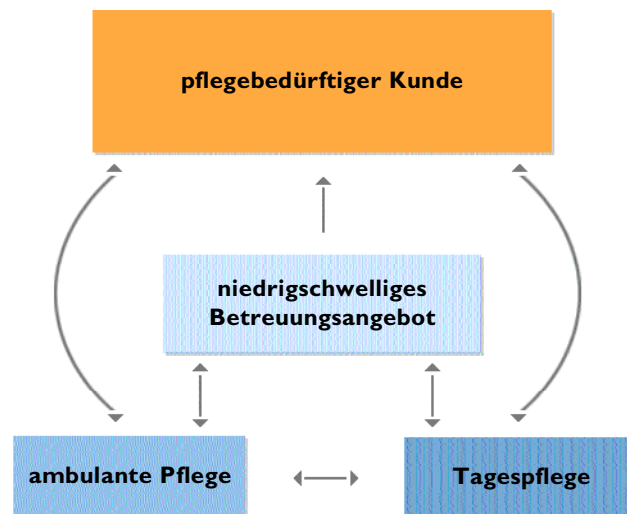 pflegebedürftiger Kunde
niedrigschwelliges
Betreuungsangebot
ambulante Pflege
Tagespflege